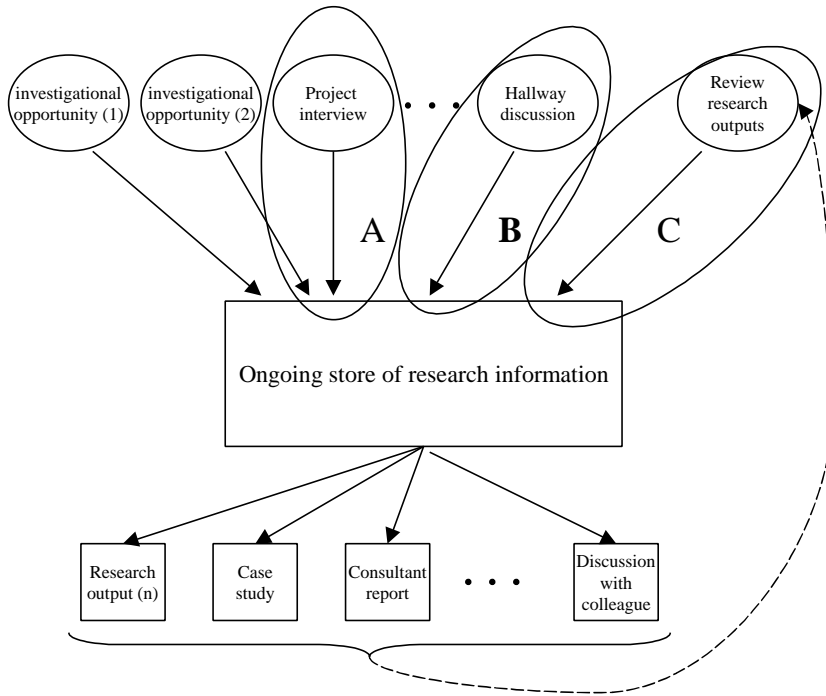 investigational
opportunity (1)
investigational
opportunity (2)
Project
interview
. . .
Hallway
discussion
Review
research
outputs
A
B
C
Ongoing store of research information
Research
output (n)
Case
study
Consultant
report
. . .
Discussion
with
colleague